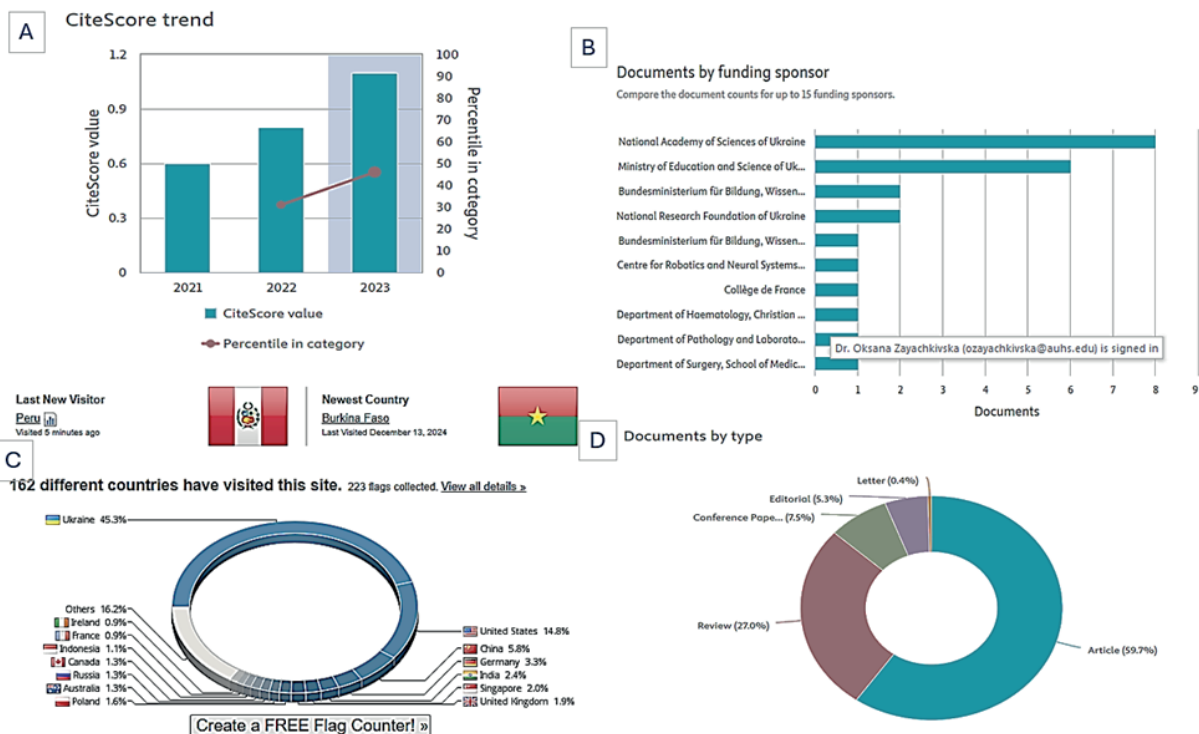 A
CiteScore trend
1.2
0.9
0.6
0.3
0
CiteScore value
100
90
80
70
60
50
40
30
20
10
0
Percentile in category
2021 2022 2023
CiteScore value
Percentile in category
B
Documents by funding sponsor
Compare the document counts for up to 15 funding sponsors.
National Academy of Sciences of Ukraine
Ministry of Education and Science of Uk...
Bundesministerium für Bildung, Wissen...
National Research Foundation of Ukraine
Bundesministerium für Bildung, Wissen...
Centre for Robotics and Neural Systems...
Collège de France
Department of Haematology, Christian ...
Department of Pathology and Laborato...
Dr. Oksana Zayachkivska (ozayachkivska@auhs.edu) is signed in
Department of Surgery, School of Medic...
0 1 2 3 4 5 6 7 8 9
Documents
Last New Visitor
Peru
Visited 5 minutes ago
Newest Country
Burkina Faso
Last Visited December 13, 2024
C
162 different countries have visited this site. 223 flags collected. View all details »
Ukraine 45.3%
Others 16.2%
Ireland 0.9%
France 0.9%
Indonesia 1.1%
Canada 1.3%
Russia 1.3%
Australia 1.3%
Poland 1.6%
United States 14.8%
China 5.8%
Germany 3.3%
India 2.4%
Singapore 2.0%
United Kingdom 1.9%
Create a FREE Flag Counter! »
D
Documents by type
Letter (0.4%)
Editorial (5.3%)
Conference Pape... (7.5%)
Review (27.0%)
Article (59.7%)